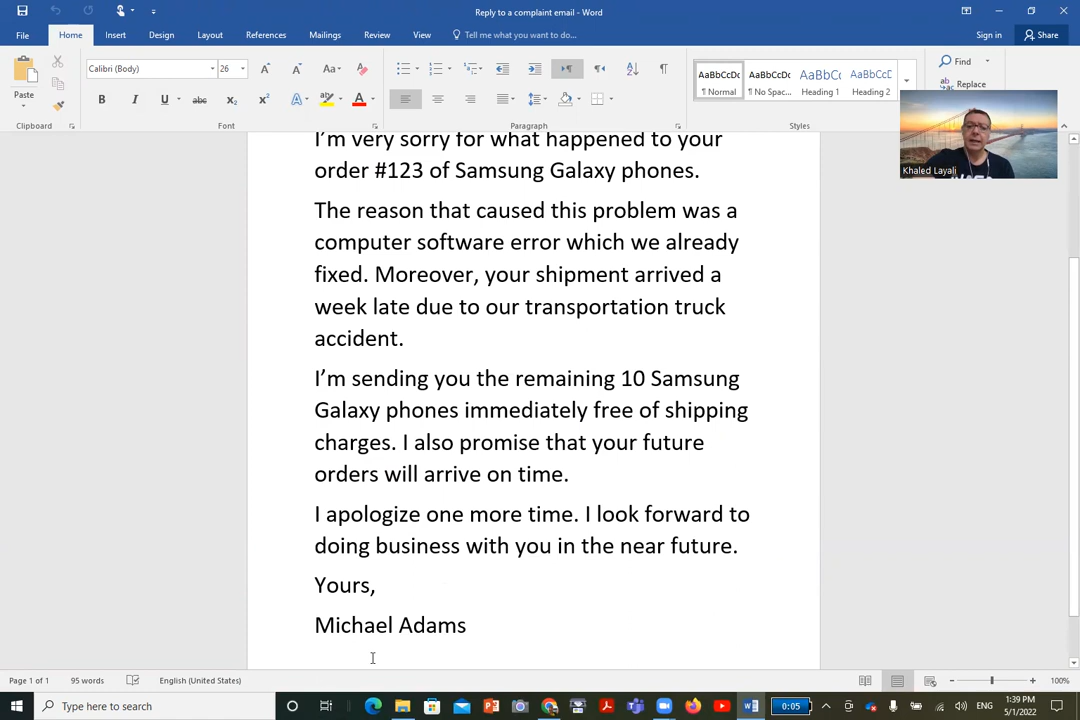 Reply to a complaint email - Word
File Home Insert Design Layout References Mailings Review View Tell me what you want to do... Sign in Share
Calibri (Body) 26 Aa AaBbCcDc AaBbCcDc AaBbCc AaBbCcD Find
Paste B I U abc X₂ X² A A ¶ Normal ¶ No Spac... Heading 1 Heading 2 Replace
Clipboard Font Paragraph Styles
Khaled Layali
I'm very sorry for what happened to your
order #123 of Samsung Galaxy phones.
The reason that caused this problem was a
computer software error which we already
fixed. Moreover, your shipment arrived a
week late due to our transportation truck
accident.
I'm sending you the remaining 10 Samsung
Galaxy phones immediately free of shipping
charges. I also promise that your future
orders will arrive on time.
I apologize one more time. I look forward to
doing business with you in the near future.
Yours,
Michael Adams
Page 1 of 1 95 words English (United States) 100%
Type here to search 0:05 ENG 1:39 PM
5/1/2022